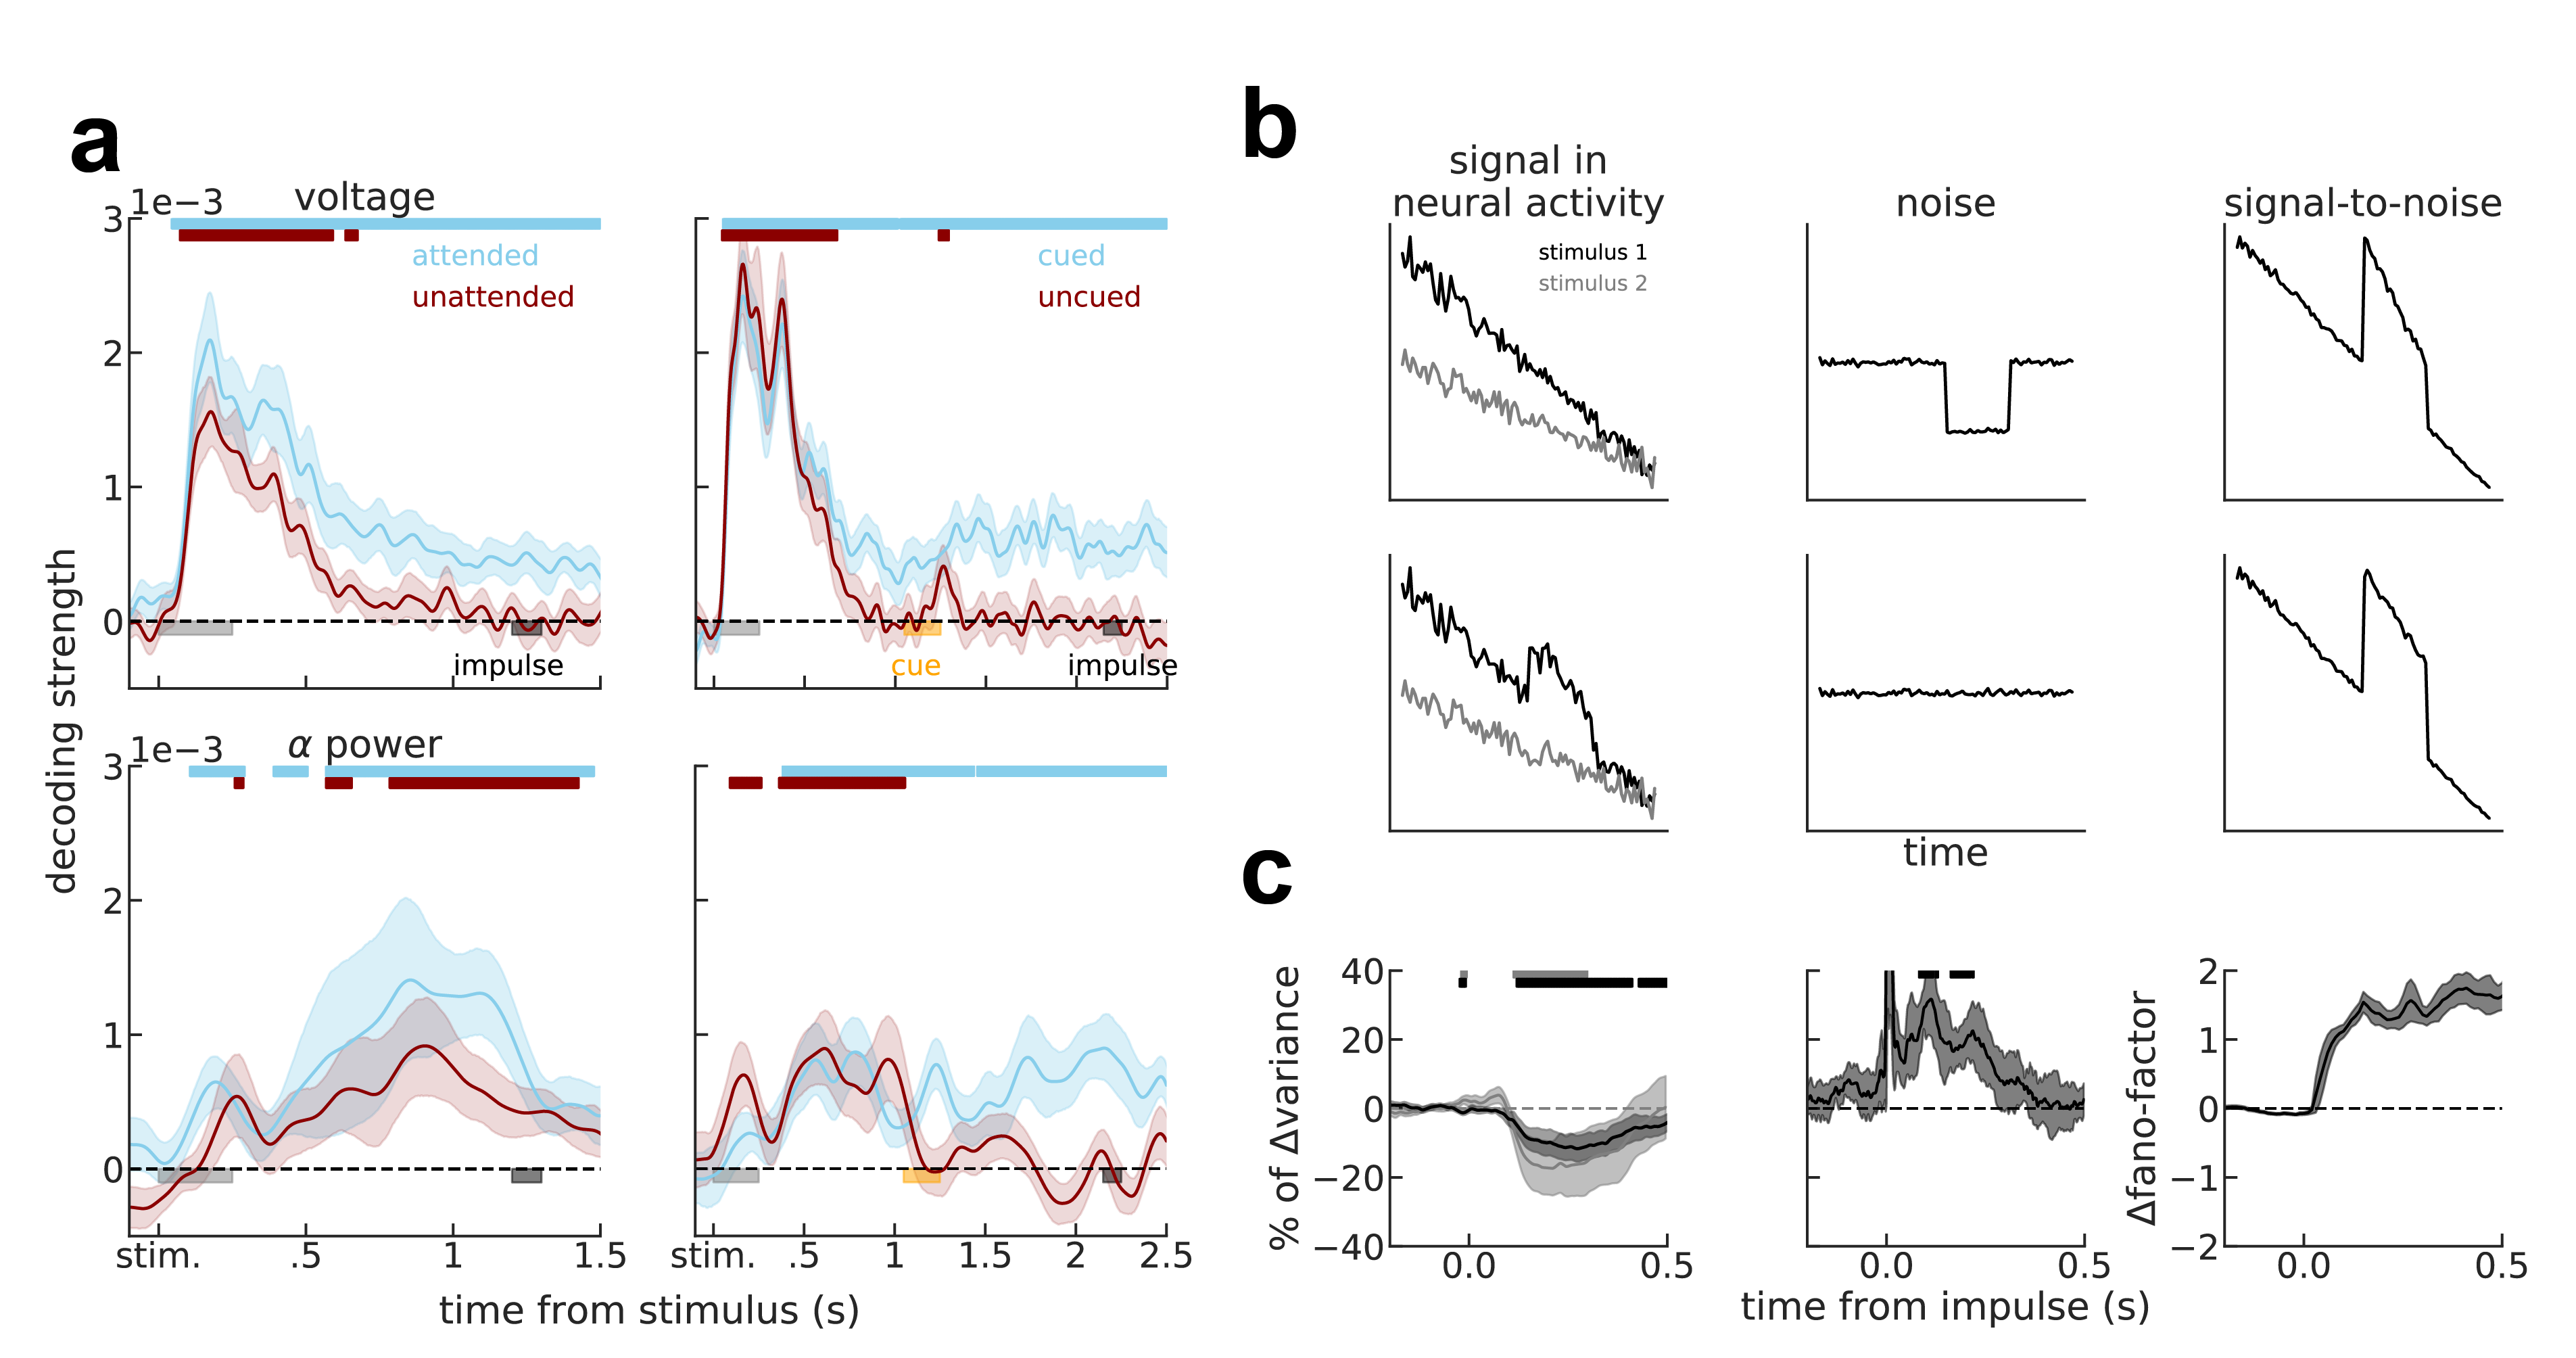 a
1e−3
voltage
3
2
1
0
attended
unattended
impulse
cued
uncued
cue
impulse
decoding strength
1e−3
α power
3
2
1
0
stim.
.5
1
1.5
stim.
.5
1
1.5
2
2.5
time from stimulus (s)
b
signal in
neural activity
noise
signal-to-noise
stimulus 1
stimulus 2
time
c
% of Δvariance
40
20
0
−20
−40
0.0
0.5
0.0
0.5
Δfano-factor
2
1
0
−1
−2
0.0
0.5
time from impulse (s)